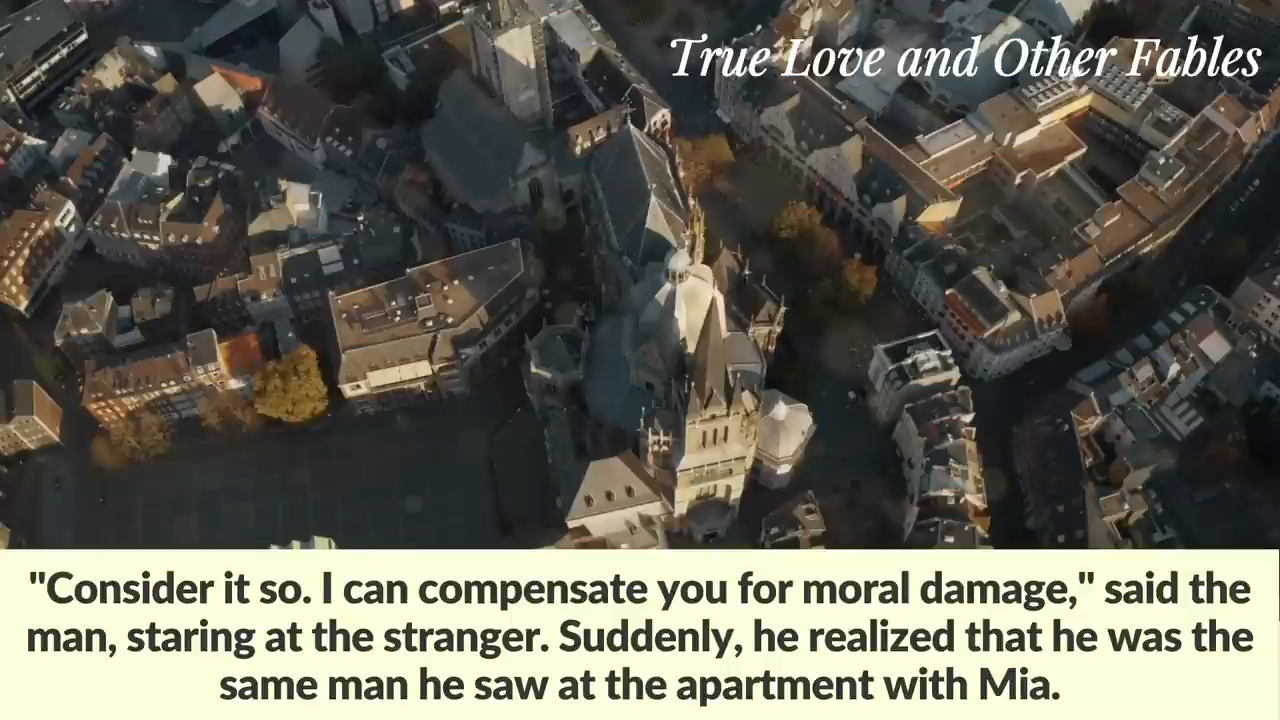 True Love and Other Fables
"Consider it so. I can compensate you for moral damage," said the
man, staring at the stranger. Suddenly, he realized that he was the
same man he saw at the apartment with Mia.